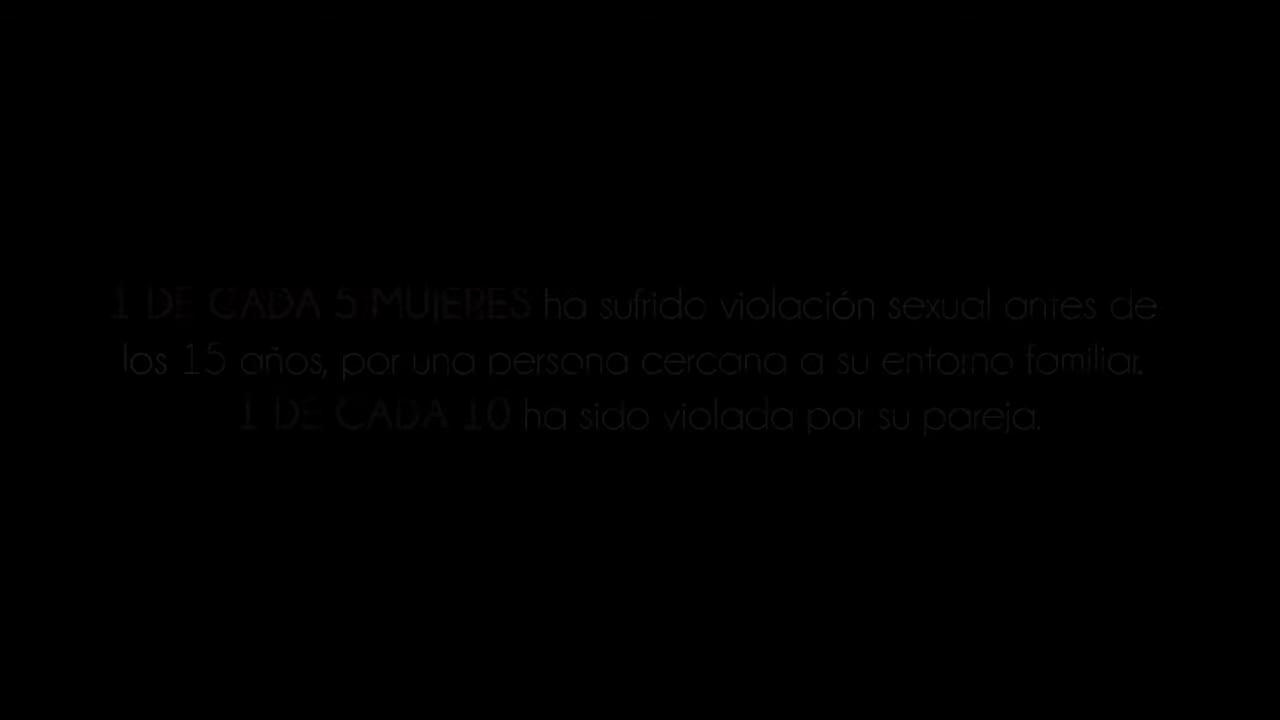 1 DE CADA 5 MUJERES ha sufrido violación sexual antes de
los 15 años, por una persona cercana a su entorno familiar.
1 DE CADA 10 ha sido violada por su pareja.